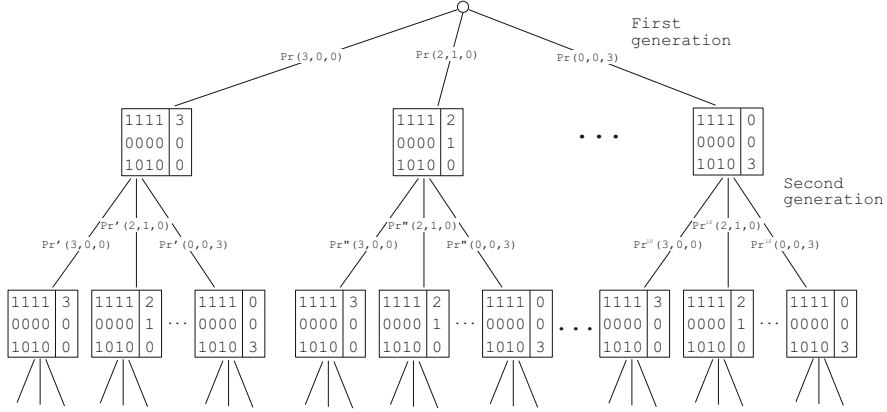 First
generation
Pr(3,0,0)
Pr(2,1,0)
Pr(0,0,3)
1111 3
0000 0
1010 0
1111 2
0000 1
1010 0
...
1111 0
0000 0
1010 3
Second
generation
Pr'(3,0,0)
Pr'(2,1,0)
Pr'(0,0,3)
Pr"(3,0,0)
Pr"(2,1,0)
Pr"(0,0,3)
Pr¹⁰(3,0,0)
Pr¹⁰(2,1,0)
Pr¹⁰(0,0,3)
1111 3
0000 0
1010 0
1111 2
0000 1
1010 0
...
1111 0
0000 0
1010 3
1111 3
0000 0
1010 0
1111 2
0000 1
1010 0
...
1111 0
0000 0
1010 3
...
1111 3
0000 0
1010 0
1111 2
0000 1
1010 0
...
1111 0
0000 0
1010 3